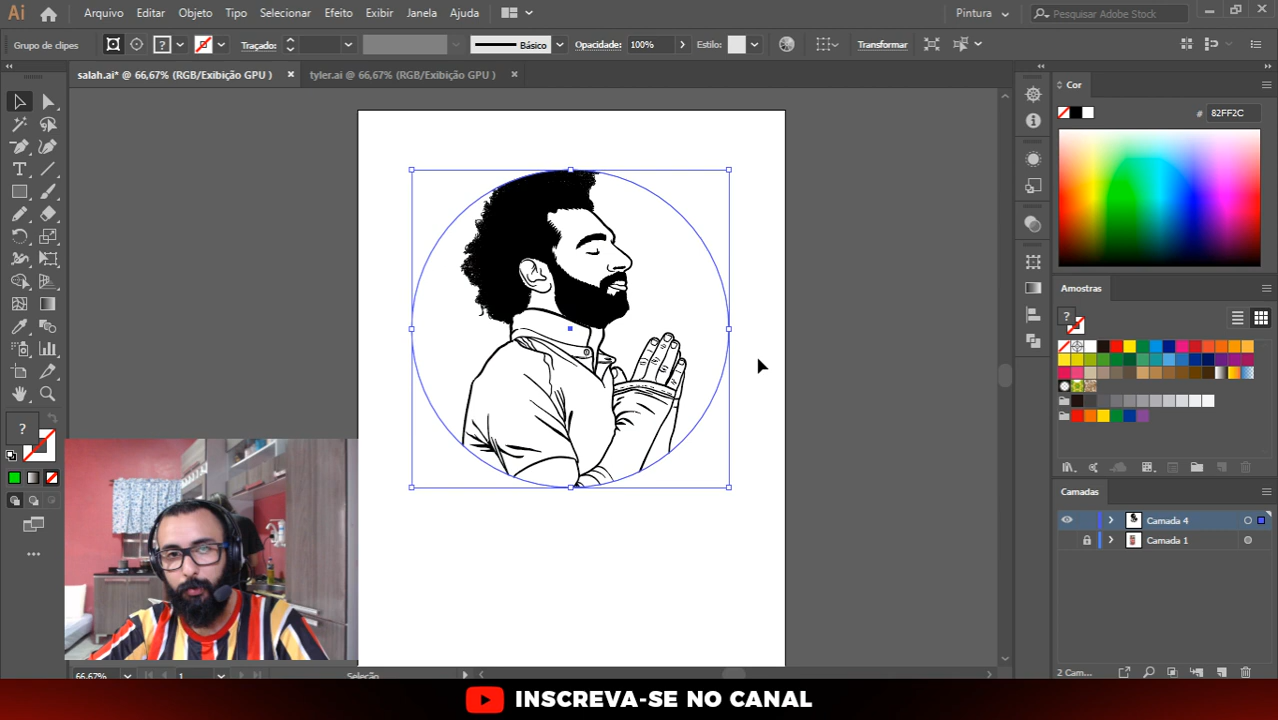 Ai Arquivo Editar Objeto Tipo Selecionar Efeito Exibir Janela Ajuda Pintura Pesquisar Adobe Stock
Grupo de clipes ? Traçado: Básico Opacidade: 100% Estilo: Transformar
salah.ai* @ 66,67% (RGB/Exibição GPU ) × tyler.ai @ 66,67% (RGB/Exibição GPU ) ×
Cor
# 82FF2C
Amostras
?
?
Camadas
Camada 4
Camada 1
66,67% 1 Seleção 2 Cam...
INSCREVA-SE NO CANAL